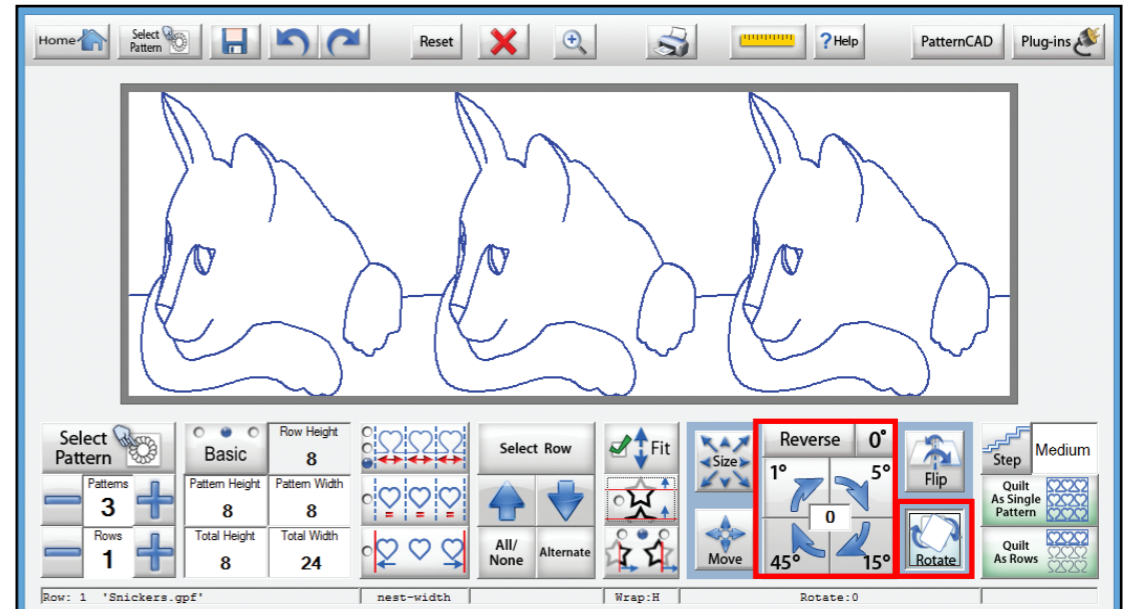 Home
Select
Pattern
Reset
?Help
PatternCAD
Plug-ins
Select
Pattern
Basic
Row Height
8
Patterns
3
Pattern Height
8
Pattern Width
8
Rows
1
Total Height
8
Total Width
24
= = =
Select Row
All/
None
Alternate
Fit
Size
Move
Reverse
0°
1°
5°
0
45°
15°
Flip
Rotate
Step
Medium
Quilt
As Single
Pattern
Quilt
As Rows
Row: 1 'Snickers.gpf'
nest-width
Wrap:H
Rotate:0